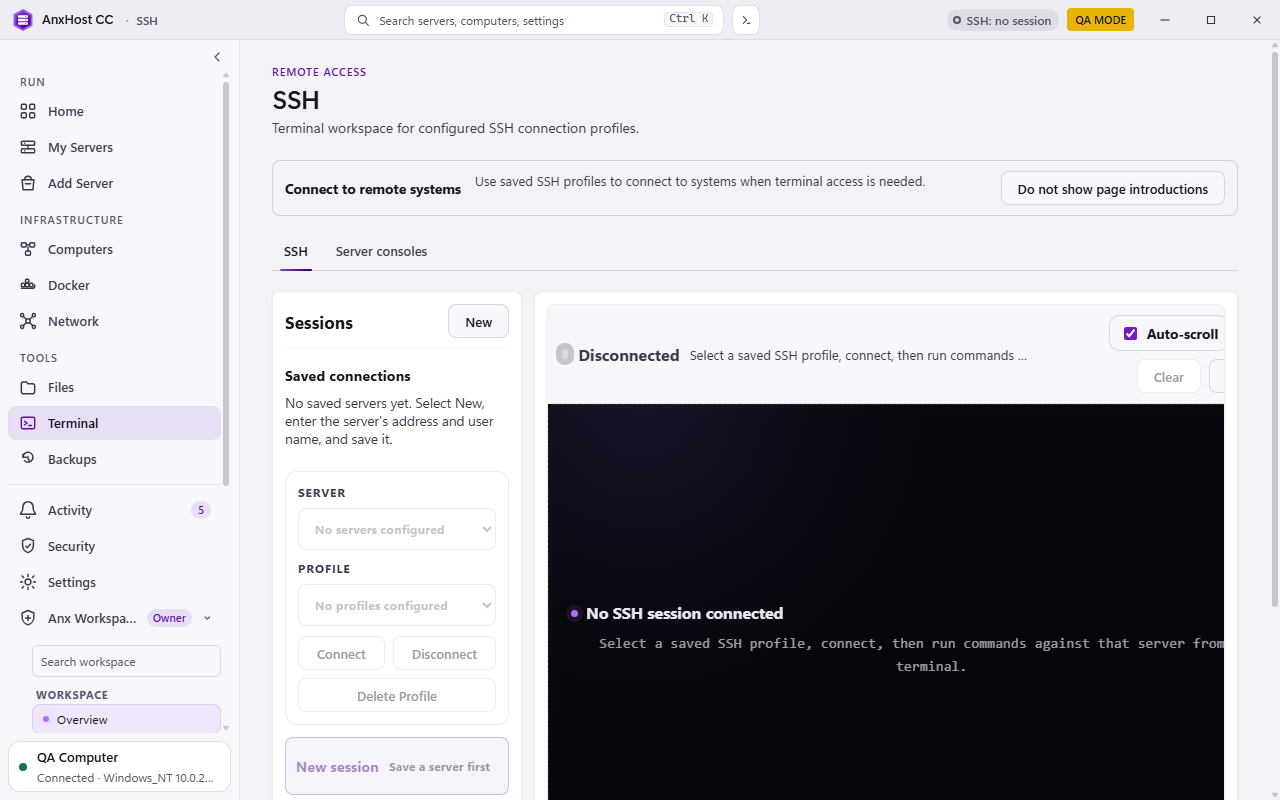 AnxHost CC · SSH
Search servers, computers, settings
Ctrl K
SSH: no session
QA MODE
RUN
Home
My Servers
Add Server
INFRASTRUCTURE
Computers
Docker
Network
TOOLS
Files
Terminal
Backups
Activity
5
Security
Settings
Anx Workspa...
Owner
Search workspace
WORKSPACE
Overview
QA Computer
Connected · Windows_NT 10.0.2...
REMOTE ACCESS
SSH
Terminal workspace for configured SSH connection profiles.
Connect to remote systems
Use saved SSH profiles to connect to systems when terminal access is needed.
Do not show page introductions
SSH
Server consoles
Sessions
New
Saved connections
No saved servers yet. Select New,
enter the server's address and user
name, and save it.
SERVER
No servers configured
PROFILE
No profiles configured
Connect
Disconnect
Delete Profile
New session
Save a server first
Disconnected
Select a saved SSH profile, connect, then run commands ...
Auto-scroll
Clear
No SSH session connected
Select a saved SSH profile, connect, then run commands against that server from
terminal.